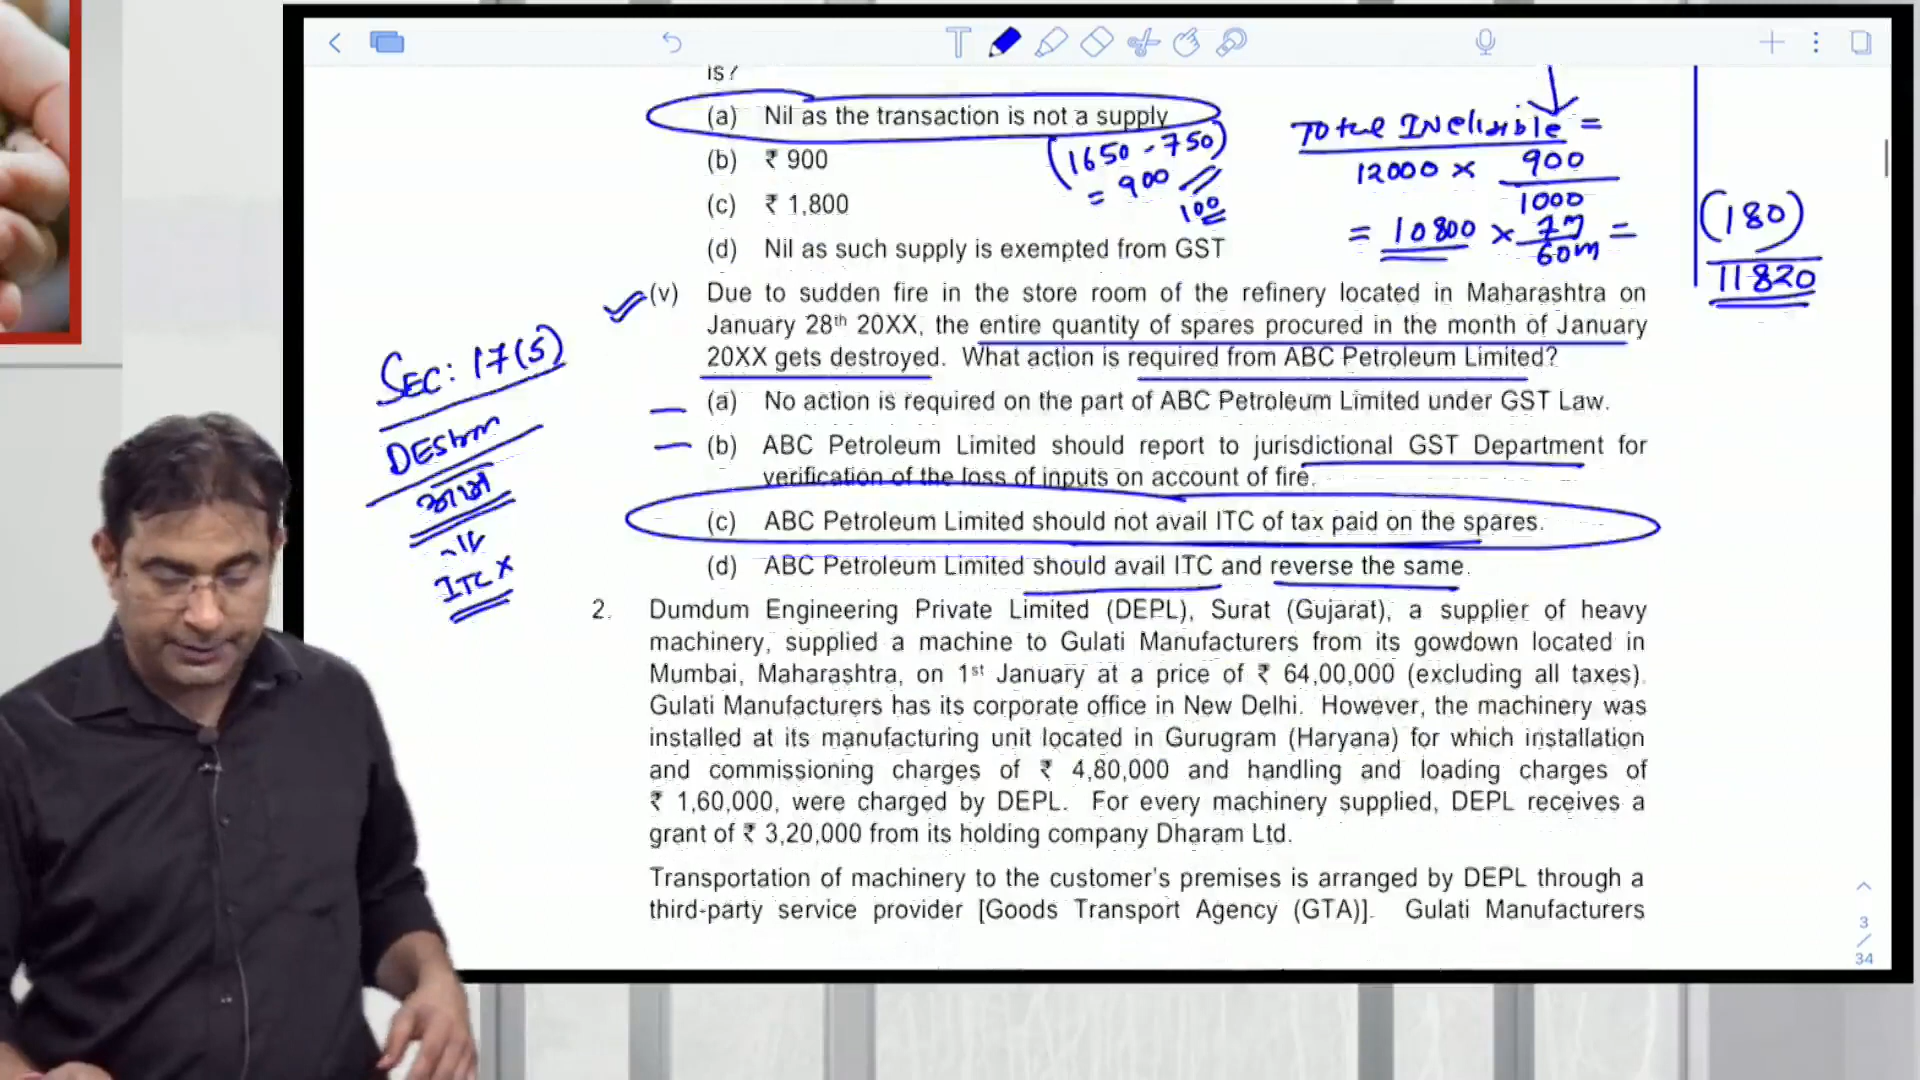 is?
(a) Nil as the transaction is not a supply
(1650 - 750)
= 900
100
(b) ₹ 900
(c) ₹ 1,800
(d) Nil as such supply is exempted from GST
Total INeligible =
12000 × 900
1000
= 10800 × 7m =
60m
(180)
11820
(v) Due to sudden fire in the store room of the refinery located in Maharashtra on
January 28th 20XX, the entire quantity of spares procured in the month of January
20XX gets destroyed. What action is required from ABC Petroleum Limited?
(a) No action is required on the part of ABC Petroleum Limited under GST Law.
(b) ABC Petroleum Limited should report to jurisdictional GST Department for
verification of the loss of inputs on account of fire.
(c) ABC Petroleum Limited should not avail ITC of tax paid on the spares.
(d) ABC Petroleum Limited should avail ITC and reverse the same.
SEC: 17(5)
ITC X
2. Dumdum Engineering Private Limited (DEPL), Surat (Gujarat), a supplier of heavy
machinery, supplied a machine to Gulati Manufacturers from its gowdown located in
Mumbai, Maharashtra, on 1st January at a price of ₹ 64,00,000 (excluding all taxes).
Gulati Manufacturers has its corporate office in New Delhi. However, the machinery was
installed at its manufacturing unit located in Gurugram (Haryana) for which installation
and commissioning charges of ₹ 4,80,000 and handling and loading charges of
₹ 1,60,000, were charged by DEPL. For every machinery supplied, DEPL receives a
grant of ₹ 3,20,000 from its holding company Dharam Ltd.
Transportation of machinery to the customer's premises is arranged by DEPL through a
third-party service provider [Goods Transport Agency (GTA)]. Gulati Manufacturers
3
/
34